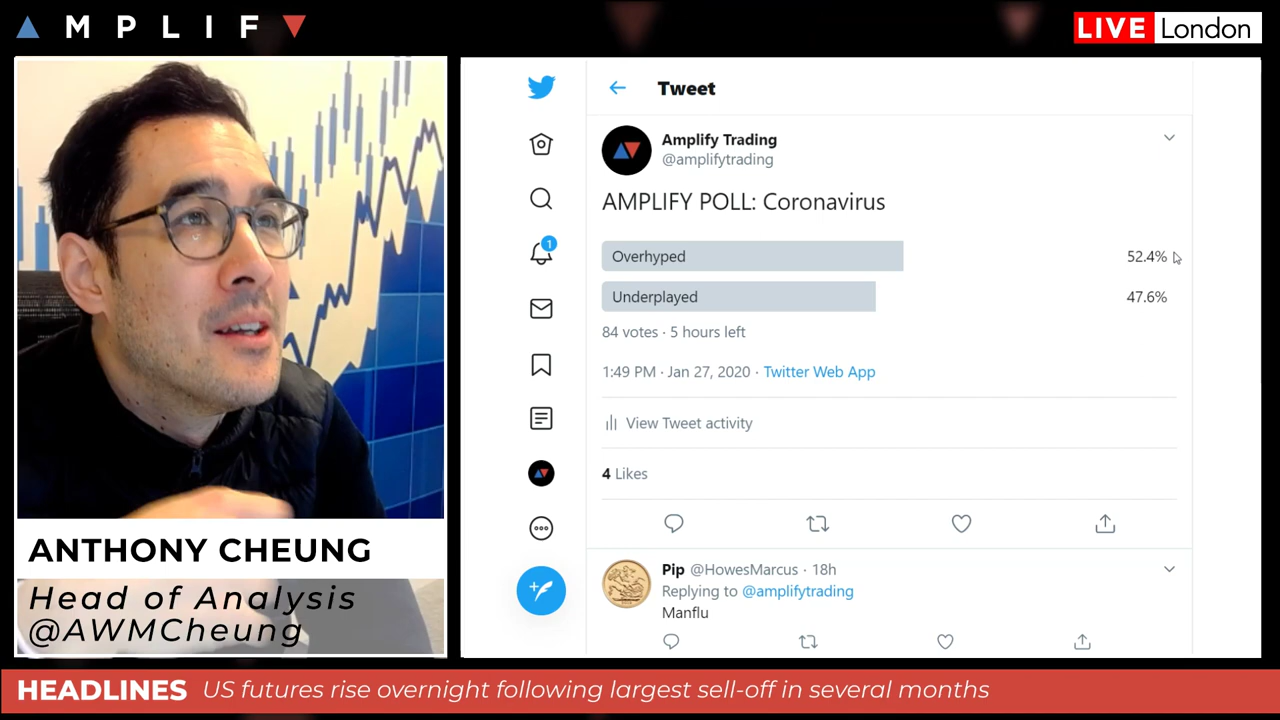 AMPLIFY
LIVE London
ANTHONY CHEUNG
Head of Analysis
@AWMCheung
Tweet
Amplify Trading
@amplifytrading
AMPLIFY POLL: Coronavirus
Overhyped 52.4%
Underplayed 47.6%
84 votes · 5 hours left
1:49 PM · Jan 27, 2020 · Twitter Web App
View Tweet activity
4 Likes
1
Pip @HowesMarcus · 18h
Replying to @amplifytrading
Manflu
HEADLINES US futures rise overnight following largest sell-off in several months